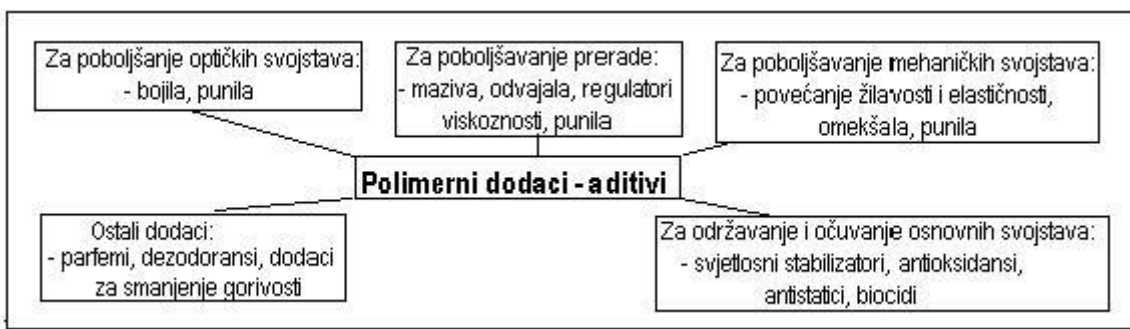 Za poboljšanje optičkih svojstava:
- bojila, punila
Za poboljšavanje prerade:
- maziva, odvajala, regulatori
viskoznosti, punila
Za poboljšavanje mehaničkih svojstava:
- povećanje žilavosti i elastičnosti,
omekšala, punila
Polimerni dodaci - aditivi
Ostali dodaci:
- parfemi, dezodoransi, dodaci
za smanjenje gorivosti
Za održavanje i očuvanje osnovnih svojstava:
- svjetlosni stabilizatori, antioksidansi,
antistatici, biocidi